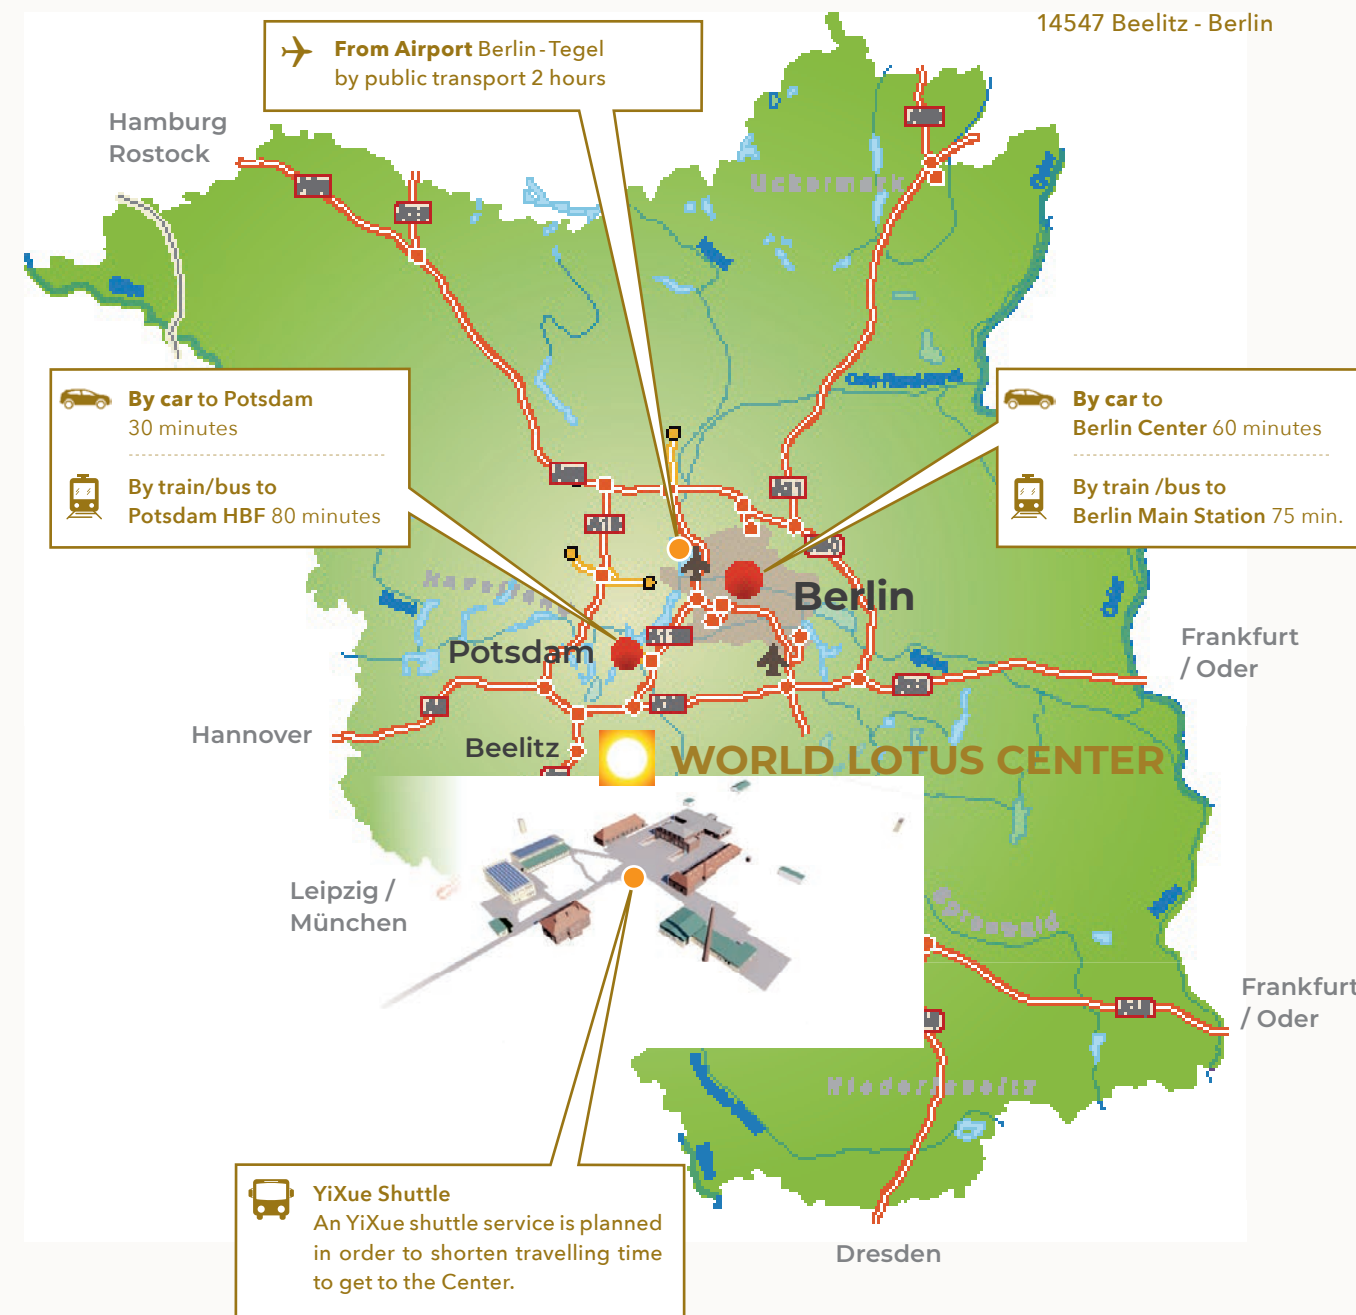 14547 Beelitz - Berlin
From Airport Berlin-Tegel
by public transport 2 hours
Hamburg
Rostock
Uckermark
By car to Potsdam
30 minutes
By train/bus to
Potsdam HBF 80 minutes
By car to
Berlin Center 60 minutes
By train /bus to
Berlin Main Station 75 min.
Berlin
Potsdam
Frankfurt
/ Oder
Hannover
Beelitz
WORLD LOTUS CENTER
Leipzig /
München
Spreewald
Frankfurt
/ Oder
Niederlausitz
YiXue Shuttle
An YiXue shuttle service is planned
in order to shorten travelling time
to get to the Center.
Dresden